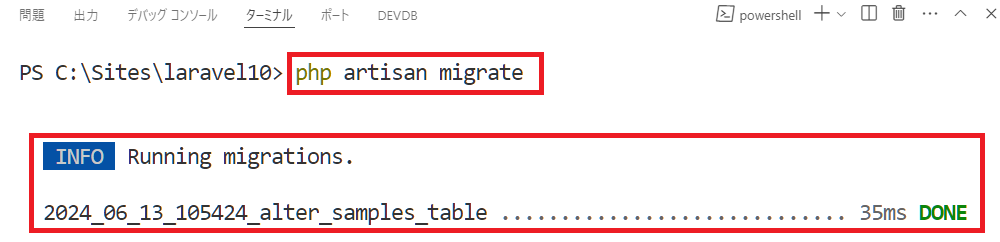 問題 出力 デバッグ コンソール ターミナル ポート DEVDB powershell
PS C:\Sites\laravel10> php artisan migrate
INFO Running migrations.
2024_06_13_105424_alter_samples_table ............................. 35ms DONE